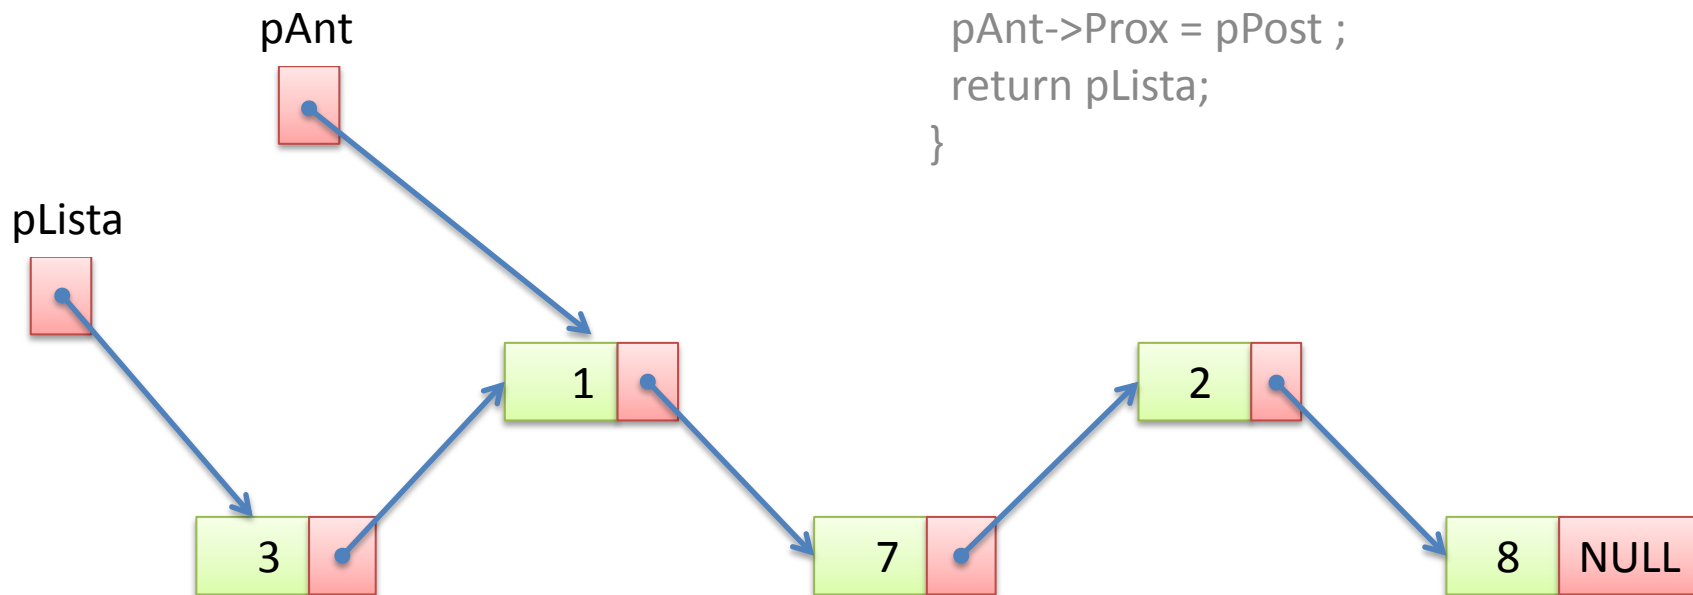 pAnt
pAnt->Prox = pPost ;
return pLista;
}
pLista
1
2
3
7
8 NULL